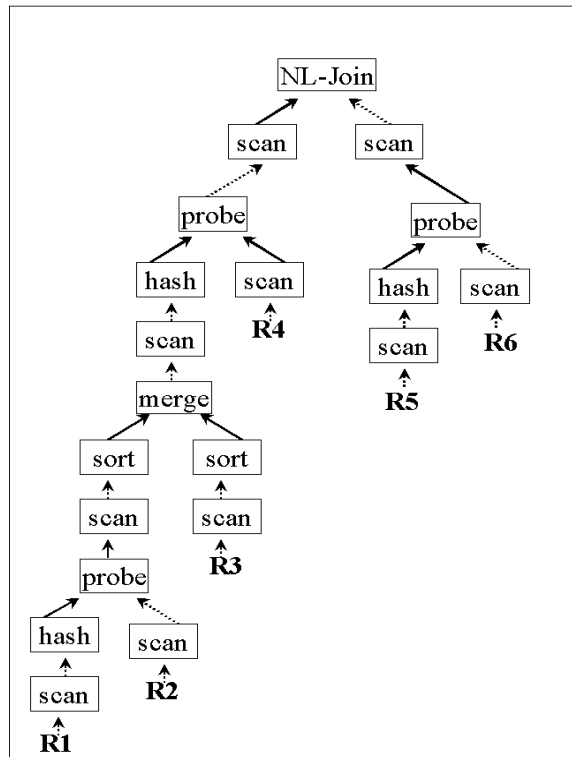 NL-Join
scan scan
probe probe
hash scan hash scan
scan R4 scan R6
merge R5
sort sort
scan scan
probe R3
hash scan
scan R2
R1